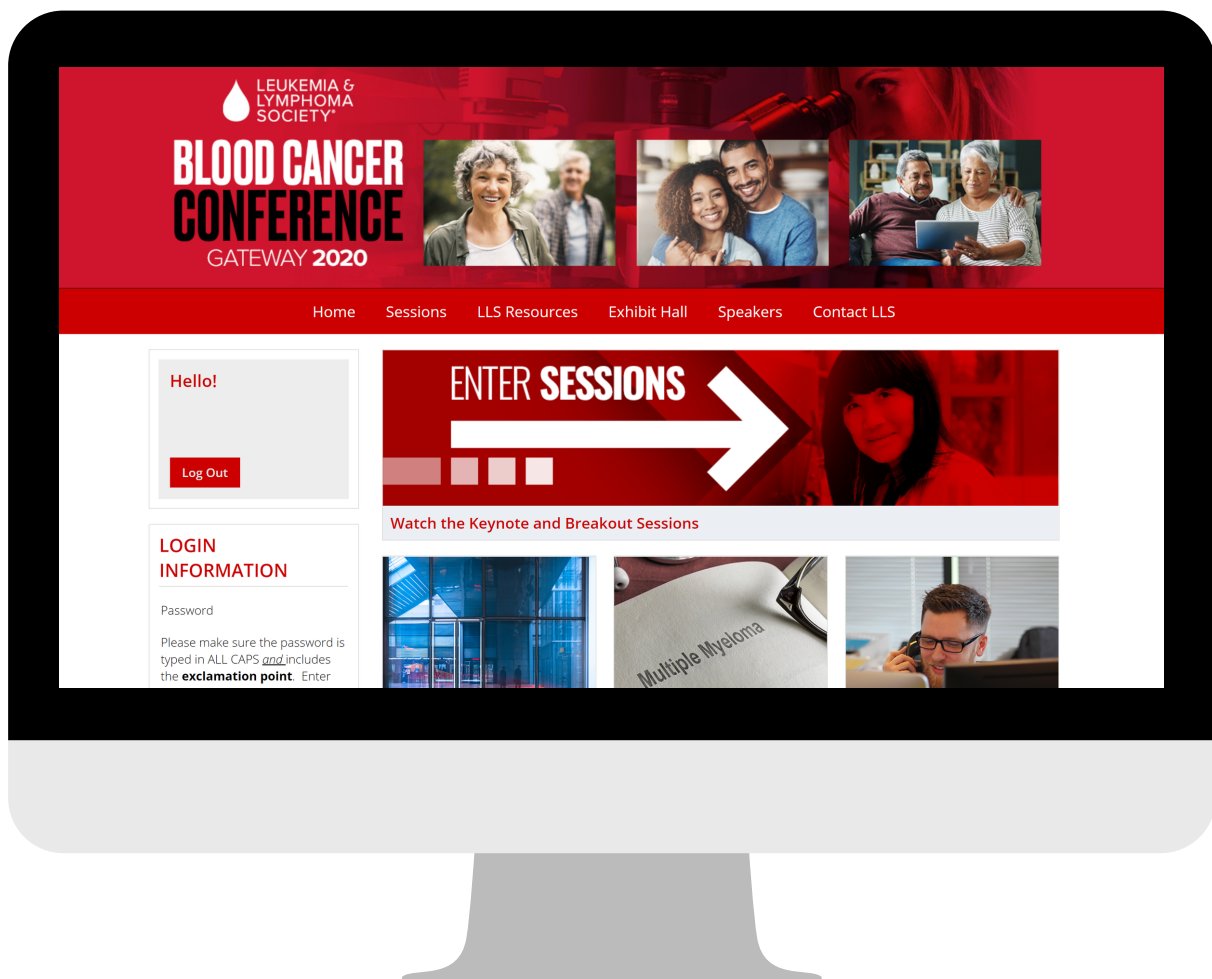 LEUKEMIA &
LYMPHOMA
SOCIETY®
BLOOD CANCER
CONFERENCE
GATEWAY 2020
Home Sessions LLS Resources Exhibit Hall Speakers Contact LLS
Hello!
Log Out
LOGIN
INFORMATION
Password
Please make sure the password is
typed in ALL CAPS and includes
the exclamation point. Enter
ENTER SESSIONS
Watch the Keynote and Breakout Sessions
Multiple Myeloma